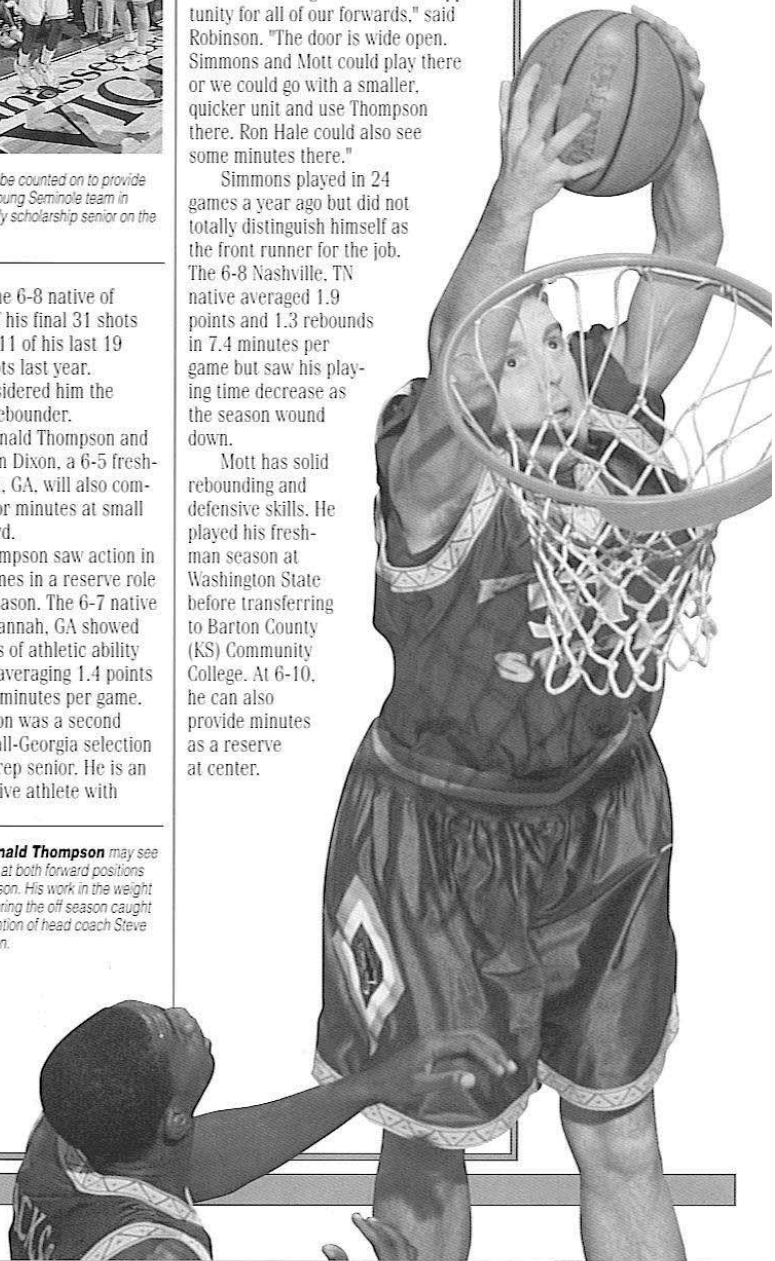 nassee
VIC
be counted on to provide
oung Seminole team in
ly scholarship senior on the
ne 6-8 native of
his final 31 shots
11 of his last 19
ts last year.
sidered him the
ebounder.
nald Thompson and
n Dixon, a 6-5 fresh-
, GA, will also com-
or minutes at small
rd.
mpson saw action in
nes in a reserve role
ason. The 6-7 native
annah, GA showed
s of athletic ability
averaging 1.4 points
minutes per game.
on was a second
all-Georgia selection
rep senior. He is an
ive athlete with
nald Thompson may see
at both forward positions
son. His work in the weight
ring the off season caught
ntion of head coach Steve
n.
tunity for all of our forwards," said
Robinson. "The door is wide open.
Simmons and Mott could play there
or we could go with a smaller,
quicker unit and use Thompson
there. Ron Hale could also see
some minutes there."
Simmons played in 24
games a year ago but did not
totally distinguish himself as
the front runner for the job.
The 6-8 Nashville, TN
native averaged 1.9
points and 1.3 rebounds
in 7.4 minutes per
game but saw his play-
ing time decrease as
the season wound
down.
Mott has solid
rebounding and
defensive skills. He
played his fresh-
man season at
Washington State
before transferring
to Barton County
(KS) Community
College. At 6-10,
he can also
provide minutes
as a reserve
at center.